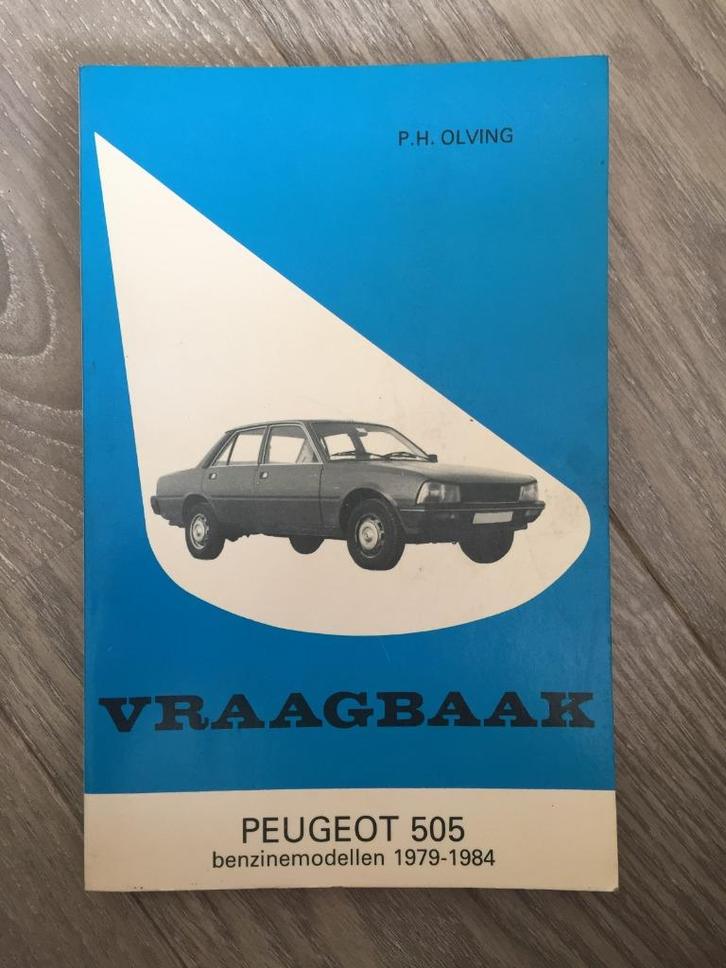 P.H. OLVING
VRAAGBAAK
PEUGEOT 505
benzinemodellen 1979-1984